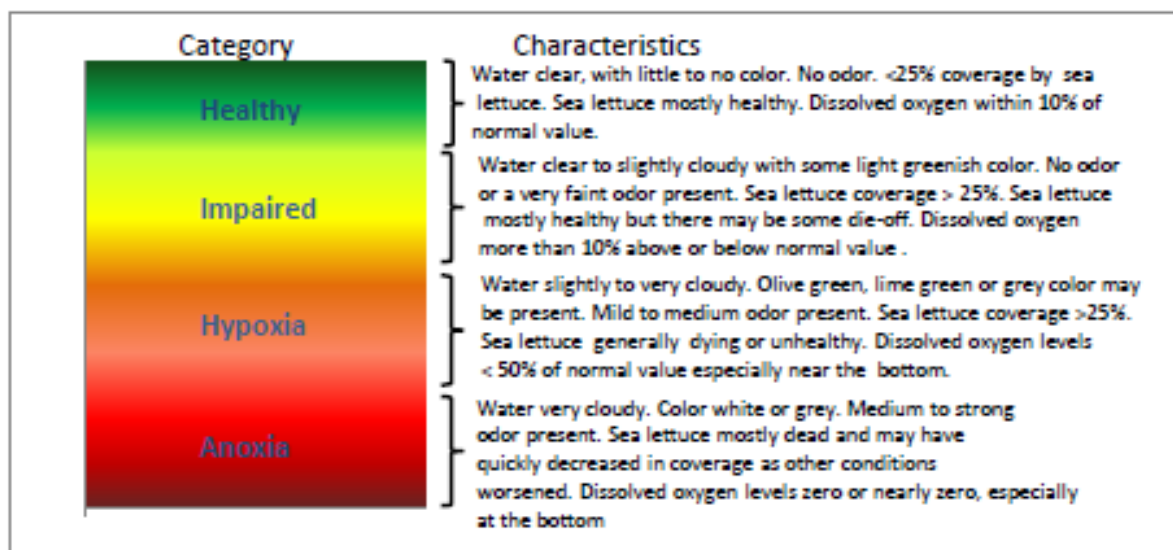 Category Characteristics
Healthy
Water clear, with little to no color. No odor. <25% coverage by sea
lettuce. Sea lettuce mostly healthy. Dissolved oxygen within 10% of
normal value.
Impaired
Water clear to slightly cloudy with some light greenish color. No odor
or a very faint odor present. Sea lettuce coverage > 25%. Sea lettuce
mostly healthy but there may be some die-off. Dissolved oxygen
more than 10% above or below normal value .
Hypoxia
Water slightly to very cloudy. Olive green, lime green or grey color may
be present. Mild to medium odor present. Sea lettuce coverage >25%.
Sea lettuce generally dying or unhealthy. Dissolved oxygen levels
< 50% of normal value especially near the bottom.
Anoxia
Water very cloudy. Color white or grey. Medium to strong
odor present. Sea lettuce mostly dead and may have
quickly decreased in coverage as other conditions
worsened. Dissolved oxygen levels zero or nearly zero, especially
at the bottom